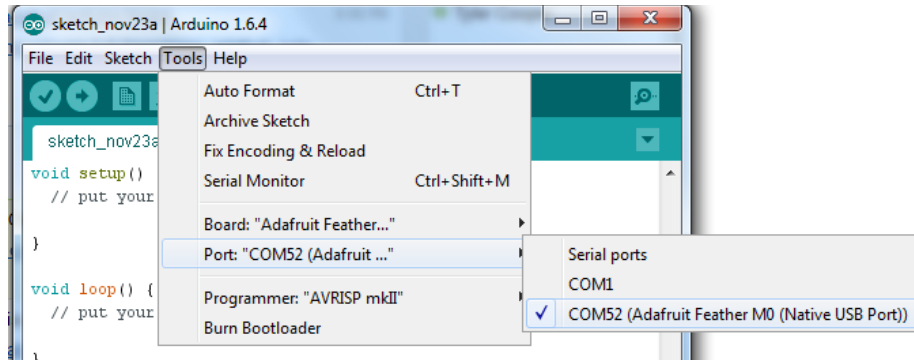 sketch_nov23a | Arduino 1.6.4
File Edit Sketch Tools Help
Auto Format Ctrl+T
Archive Sketch
sketch_nov23a
Fix Encoding & Reload
void setup()
Serial Monitor Ctrl+Shift+M
// put your
Board: "Adafruit Feather..."
}
Port: "COM52 (Adafruit ..."
Serial ports
void loop() {
COM1
Programmer: "AVRISP mkII"
// put your
✓ COM52 (Adafruit Feather M0 (Native USB Port))
Burn Bootloader
}